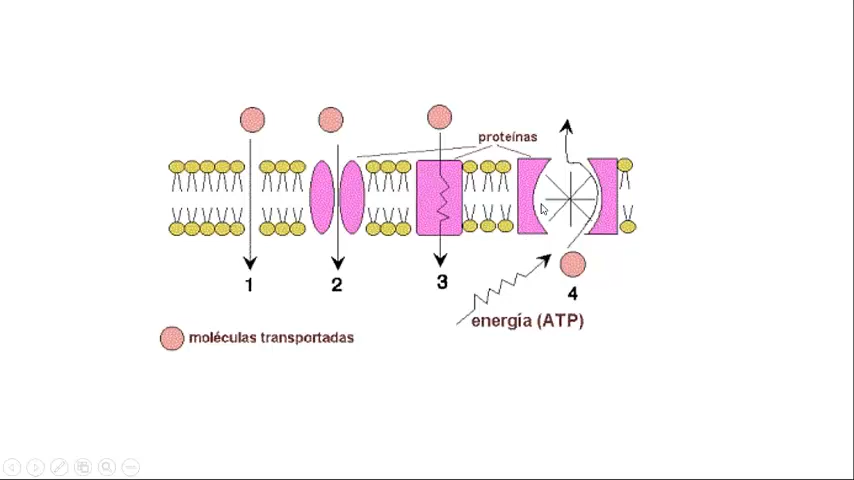 proteínas
1
2
3
4
energía (ATP)
moléculas transportadas